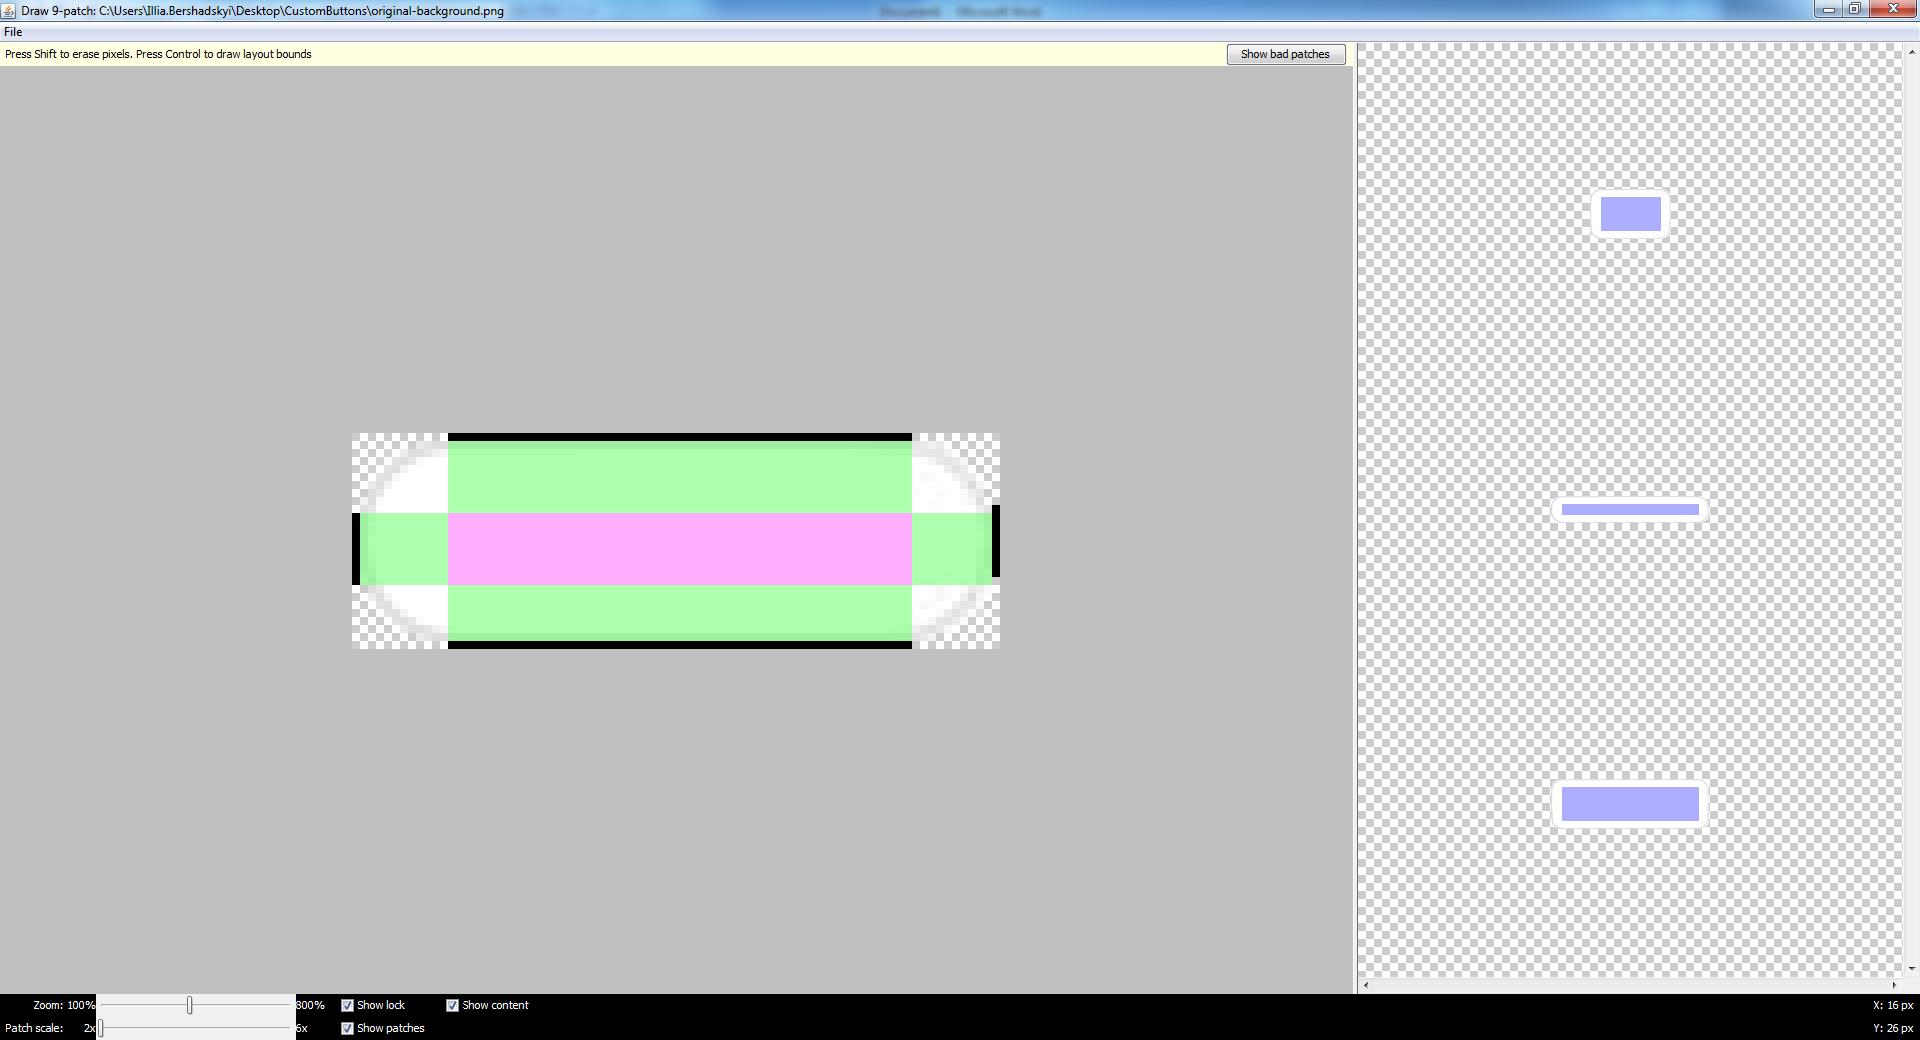 Draw 9-patch: C:\Users\Illia.Bershadskyi\Desktop\CustomButtons\original-background.png
File
Press Shift to erase pixels. Press Control to draw layout bounds
Show bad patches
Zoom: 100% 800% Show lock Show content X: 16 px
Patch scale: 2x 6x Show patches Y: 26 px